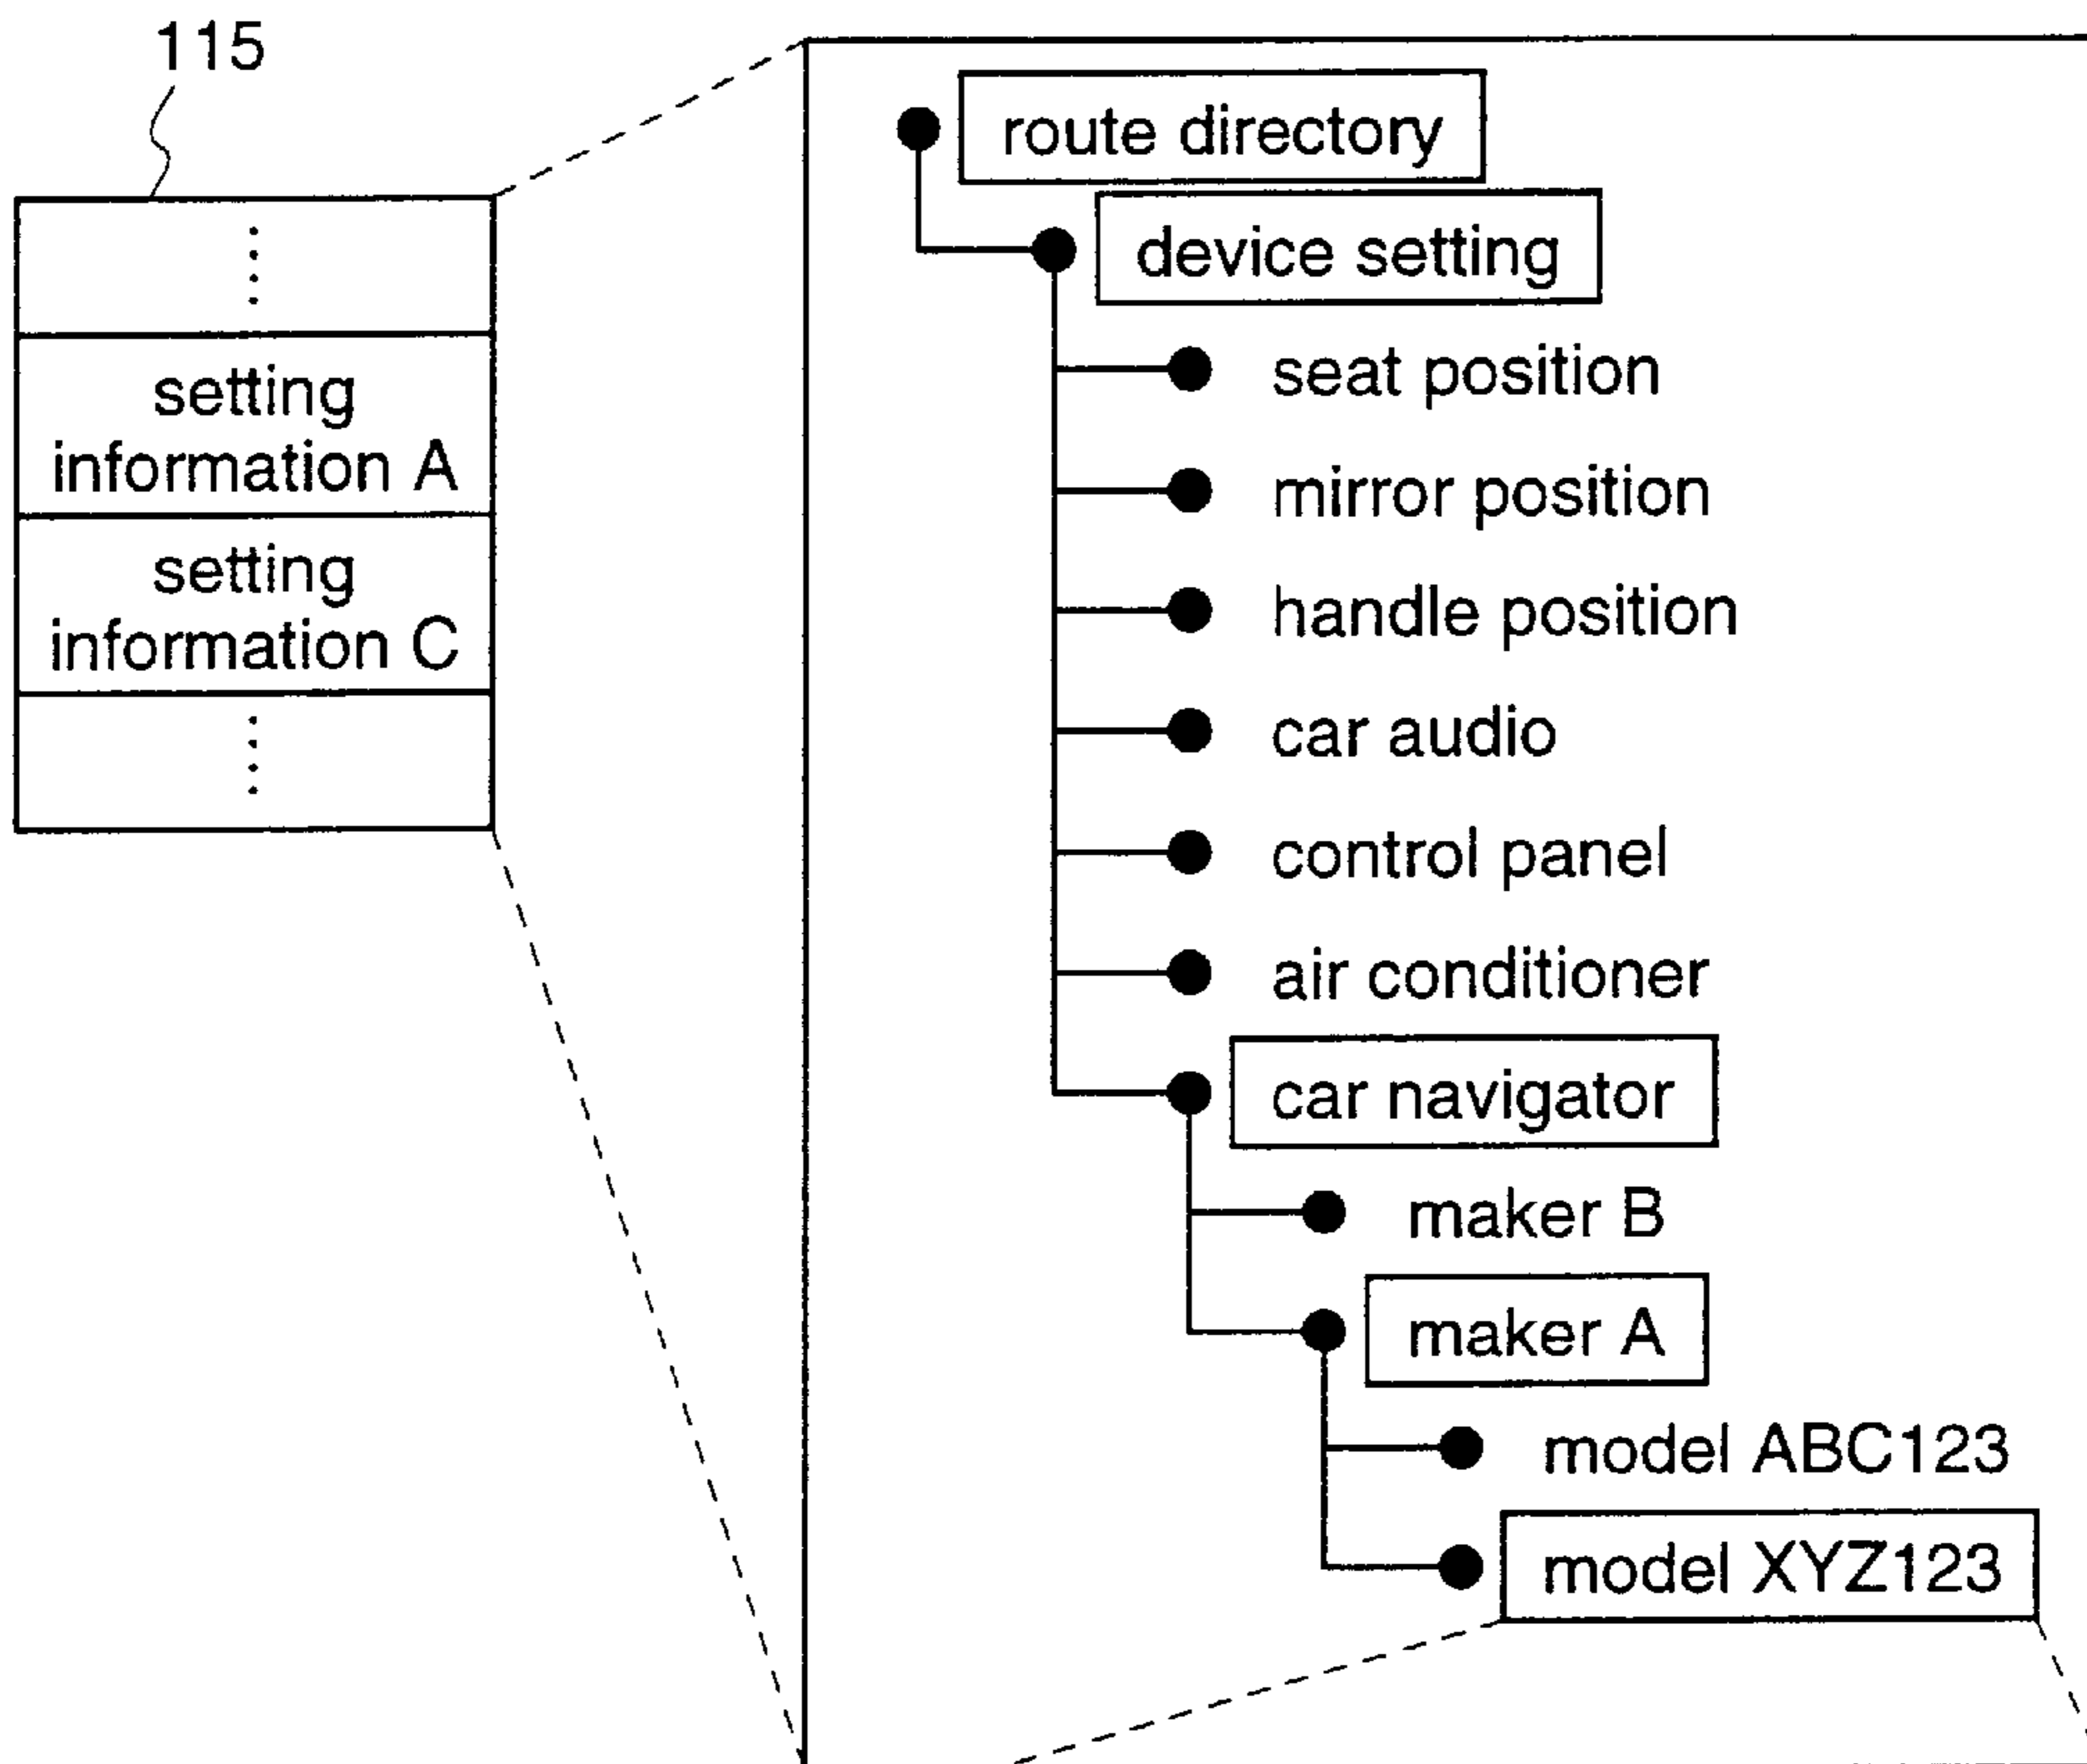 115
setting
information A
setting
information C
route directory
device setting
seat position
mirror position
handle position
car audio
control panel
air conditioner
car navigator
maker B
maker A
model ABC123
model XYZ123